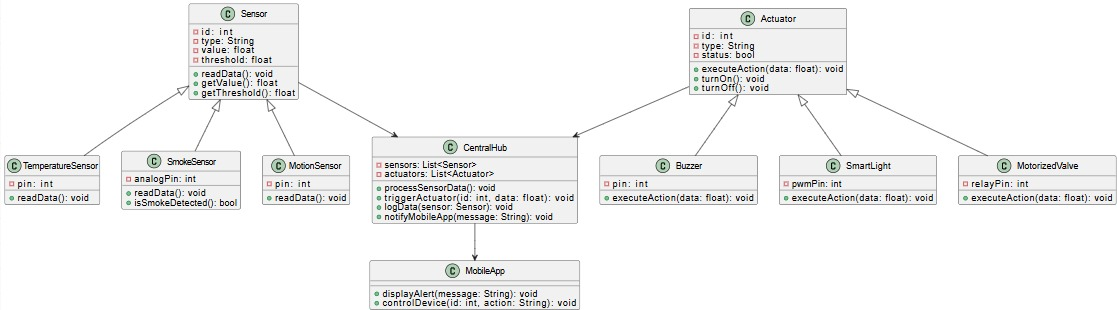 C Sensor
id: int
type: String
value: float
threshold: float
readData(): void
getValue(): float
getThreshold(): float
C Actuator
id: int
type: String
status: bool
executeAction(data: float): void
turnOn(): void
turnOff(): void
C TemperatureSensor
pin: int
readData(): void
C SmokeSensor
analogPin: int
readData(): void
isSmokeDetected(): bool
C MotionSensor
pin: int
readData(): void
C CentralHub
sensors: List<Sensor>
actuators: List<Actuator>
processSensorData(): void
triggerActuator(id: int, data: float): void
logData(sensor: Sensor): void
notifyMobileApp(message: String): void
C Buzzer
pin: int
executeAction(data: float): void
C SmartLight
pwmPin: int
executeAction(data: float): void
C MotorizedValve
relayPin: int
executeAction(data: float): void
C MobileApp
displayAlert(message: String): void
controlDevice(id: int, action: String): void